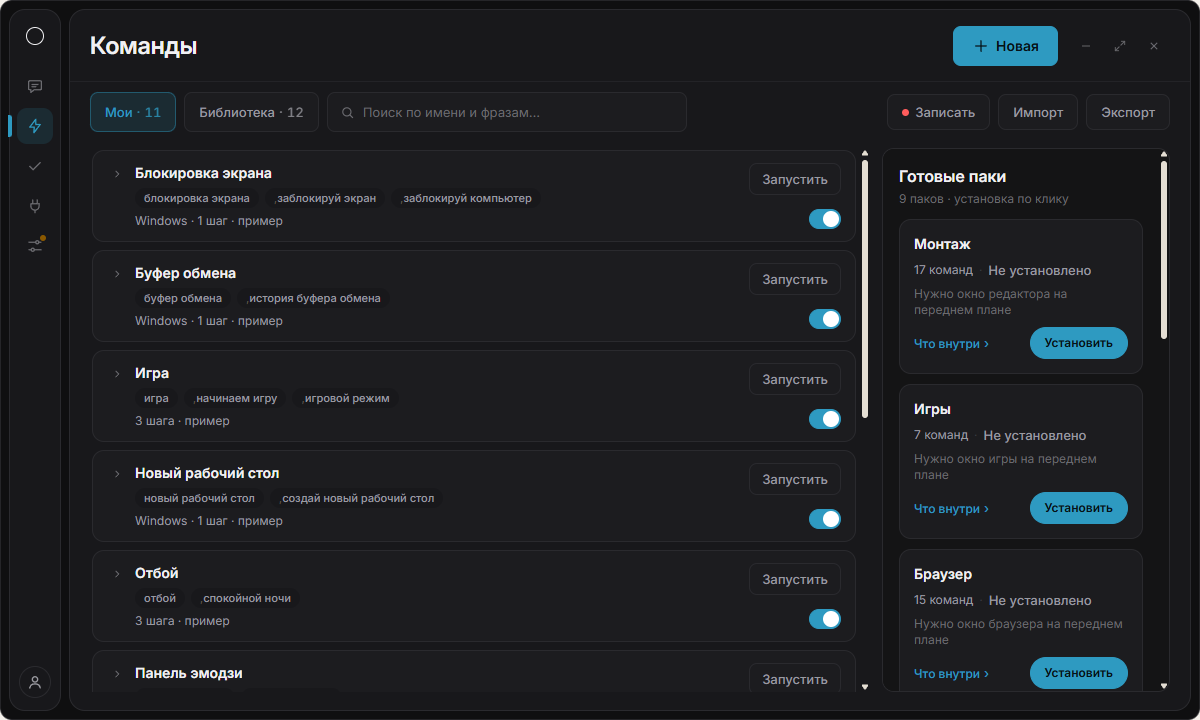 Команды
Новая
Мои · 11
Библиотека · 12
Поиск по имени и фразам...
Записать
Импорт
Экспорт
Блокировка экрана
Запустить
блокировка экрана ,заблокируй экран ,заблокируй компьютер
Windows · 1 шаг · пример
Буфер обмена
Запустить
буфер обмена ,история буфера обмена
Windows · 1 шаг · пример
Игра
Запустить
игра ,начинаем игру ,игровой режим
3 шага · пример
Новый рабочий стол
Запустить
новый рабочий стол ,создай новый рабочий стол
Windows · 1 шаг · пример
Отбой
Запустить
отбой ,спокойной ночи
3 шага · пример
Панель эмодзи
Запустить
Готовые паки
9 паков · установка по клику
Монтаж
17 команд · Не установлено
Нужно окно редактора на
переднем плане
Что внутри ›
Установить
Игры
7 команд · Не установлено
Нужно окно игры на переднем
плане
Что внутри ›
Установить
Браузер
15 команд · Не установлено
Нужно окно браузера на переднем
плане
Что внутри ›
Установить